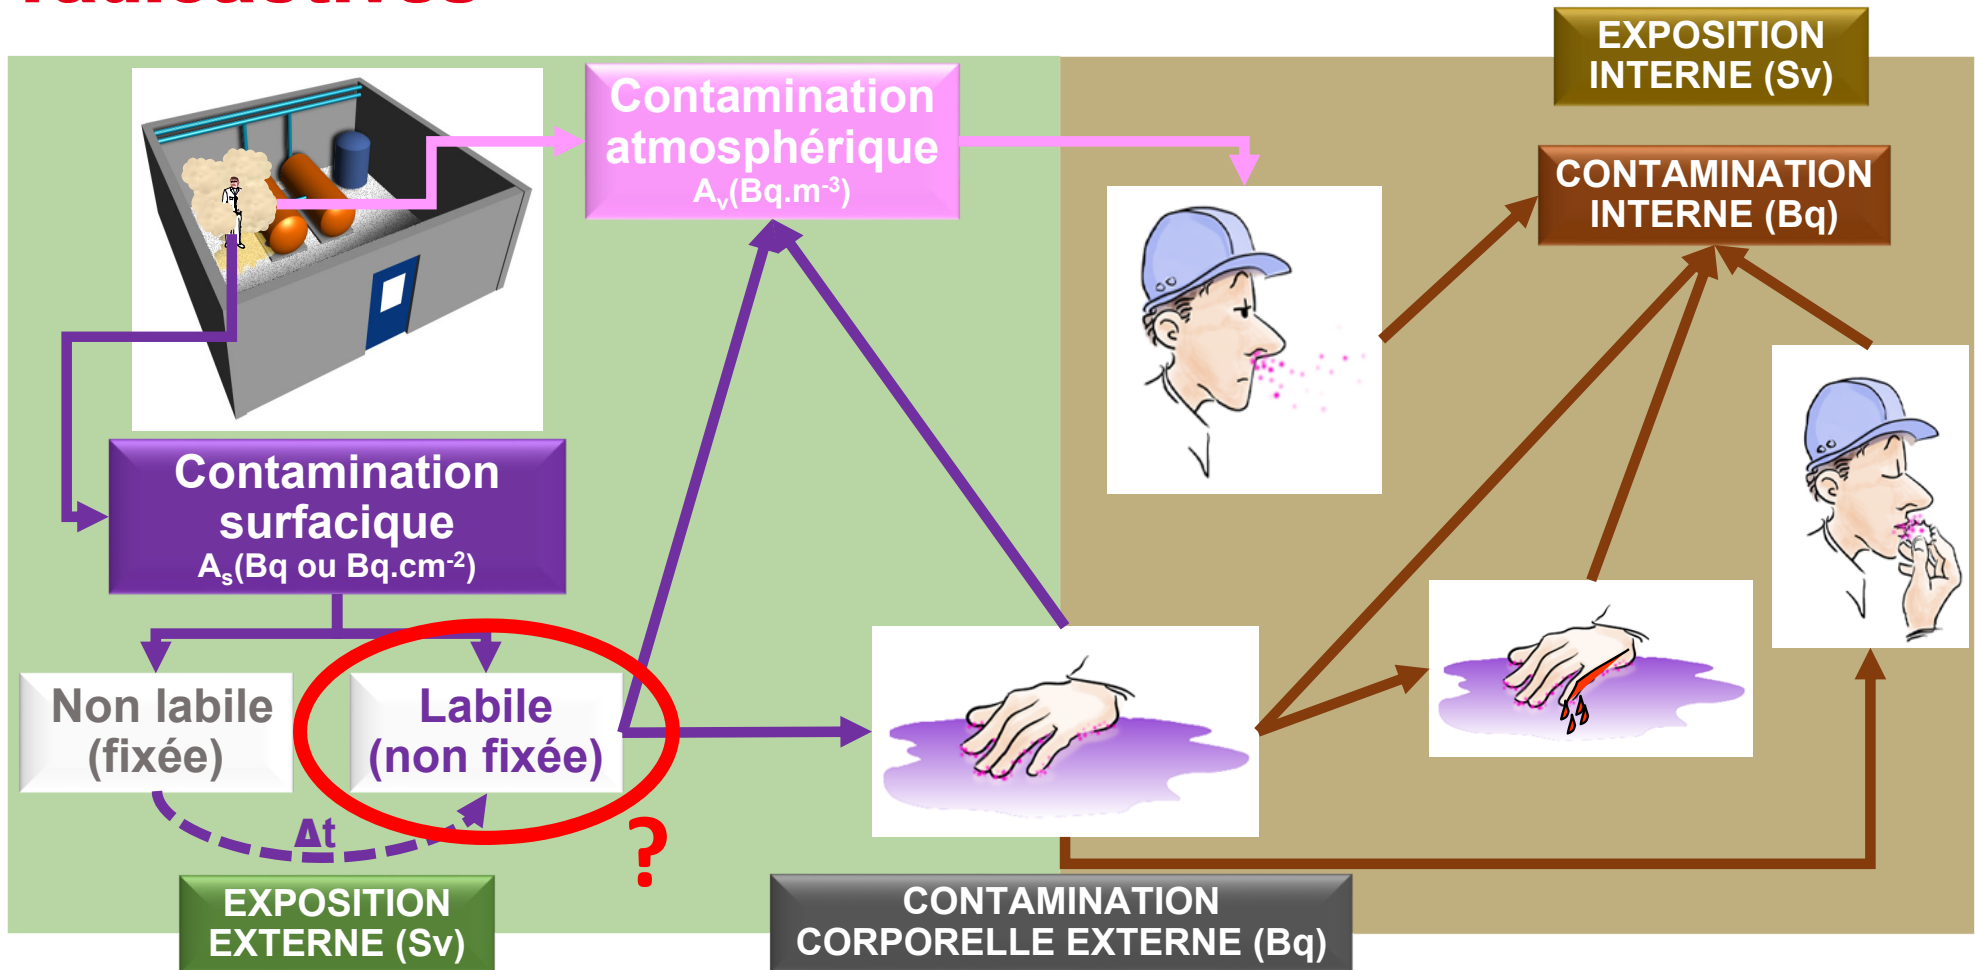 radioactives
EXPOSITION
INTERNE (Sv)
Contamination
atmosphérique
Aᵥ(Bq.m⁻³)
CONTAMINATION
INTERNE (Bq)
Contamination
surfacique
Aₛ(Bq ou Bq.cm⁻²)
Non labile
(fixée)
Labile
(non fixée)
Δt
?
EXPOSITION
EXTERNE (Sv)
CONTAMINATION
CORPORELLE EXTERNE (Bq)